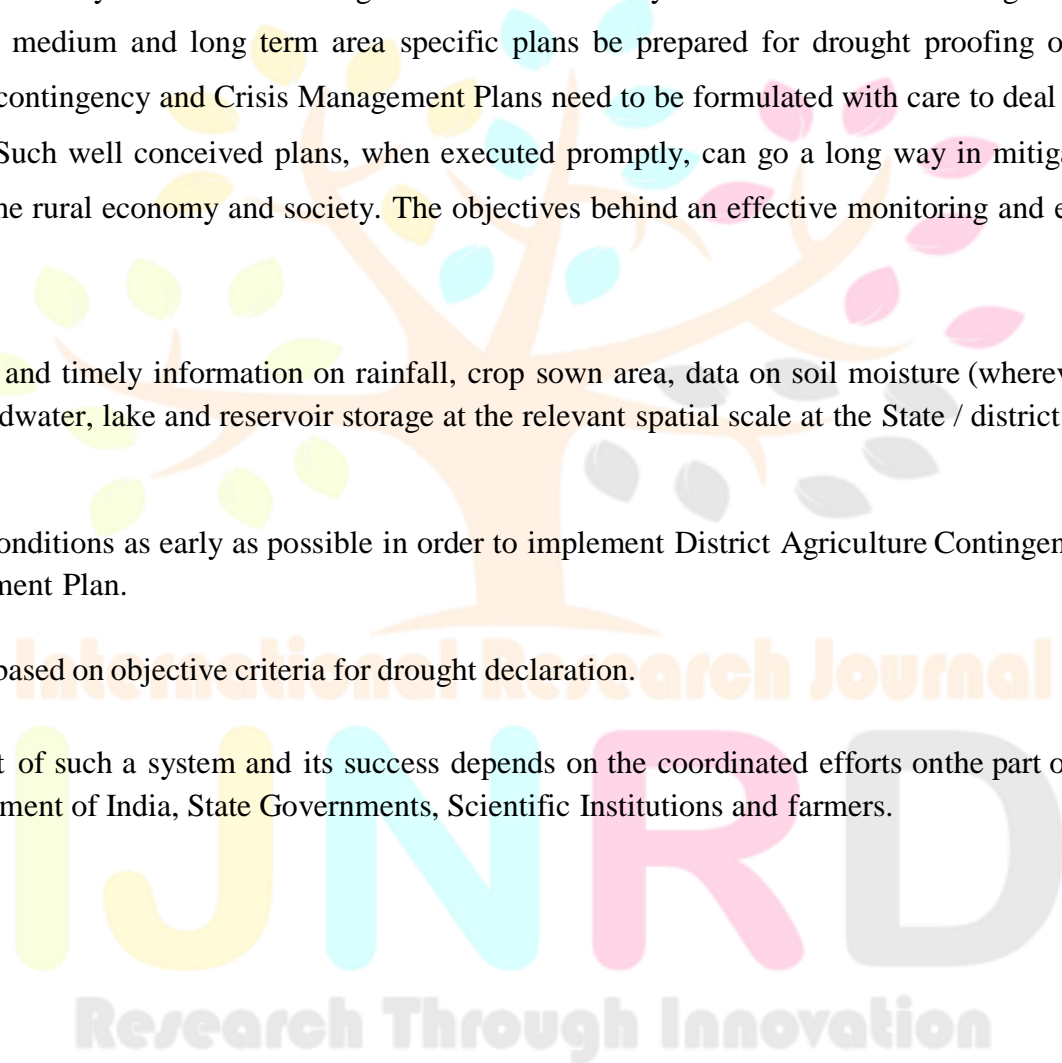 medium and long term area specific plans be prepared for drought proofing o
contingency and Crisis Management Plans need to be formulated with care to deal
Such well conceived plans, when executed promptly, can go a long way in mitiga
he rural economy and society. The objectives behind an effective monitoring and e
and timely information on rainfall, crop sown area, data on soil moisture (wherev
dwater, lake and reservoir storage at the relevant spatial scale at the State / district
onditions as early as possible in order to implement District Agriculture Contingen
ment Plan.
based on objective criteria for drought declaration.
International Research Journal
t of such a system and its success depends on the coordinated efforts onthe part o
ment of India, State Governments, Scientific Institutions and farmers.
IJNRD
Research Through Innovation